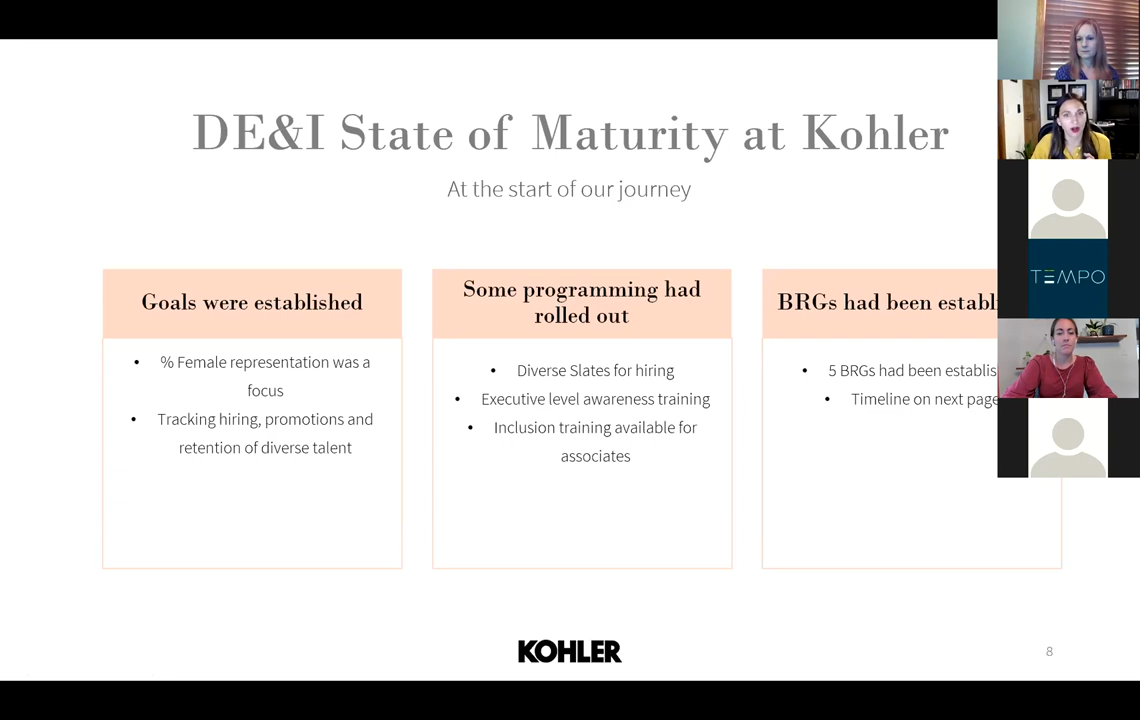 DE&I State of Maturity at Kohler
At the start of our journey
Goals were established
• % Female representation was a
focus
• Tracking hiring, promotions and
retention of diverse talent
Some programming had
rolled out
• Diverse Slates for hiring
• Executive level awareness training
• Inclusion training available for
associates
BRGs had been
• 5 BRGs had been
• Timeline on next page
TEMPO
KOHLER
8